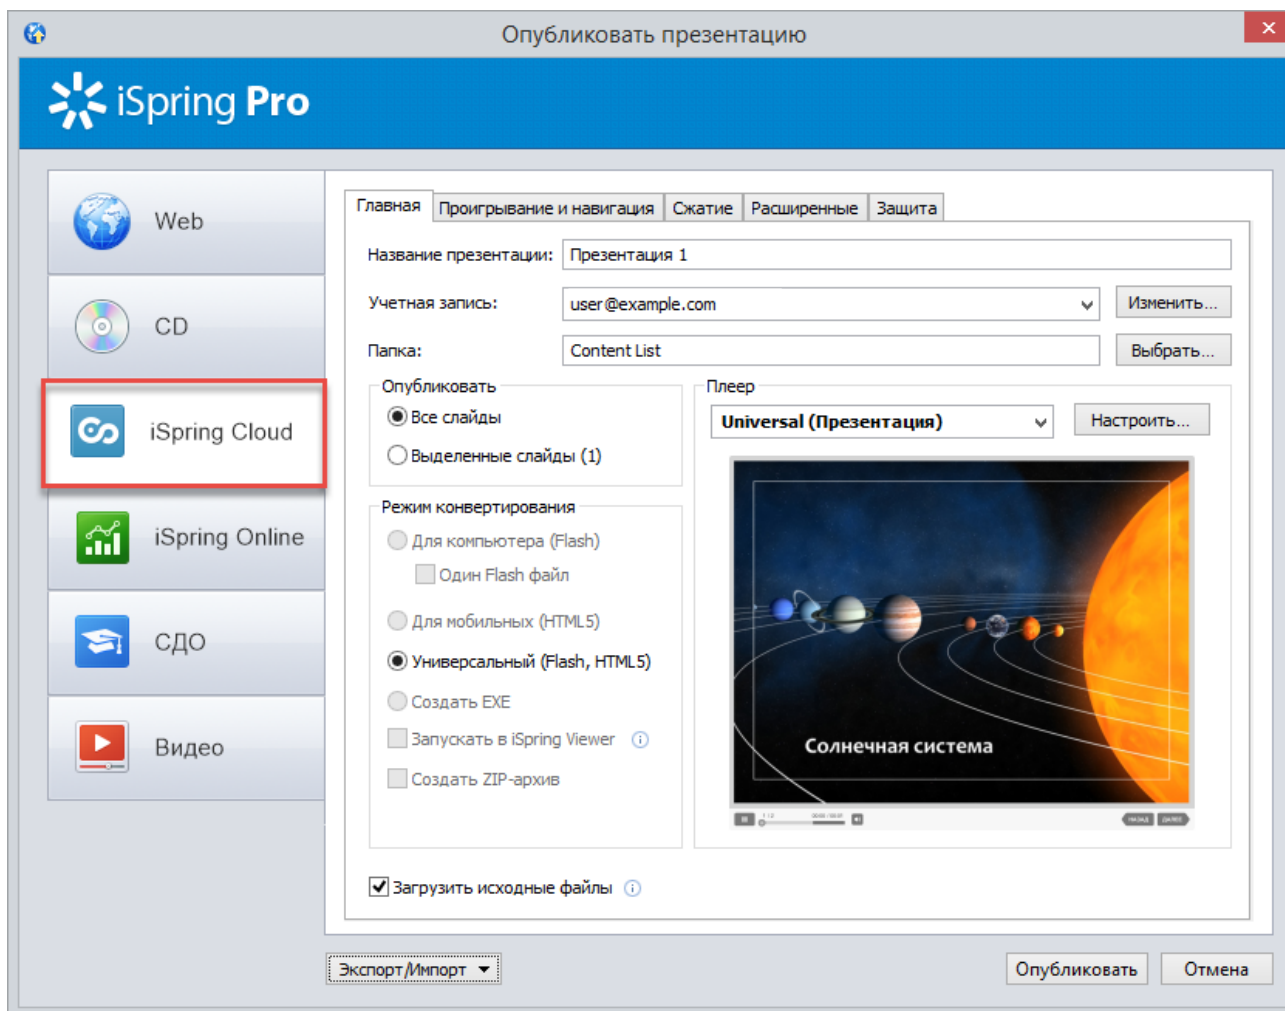 Опубликовать презентацию
iSpring Pro
Web
CD
iSpring Cloud
iSpring Online
СДО
Видео
Главная Проигрывание и навигация Сжатие Расширенные Защита
Название презентации: Презентация 1
Учетная запись: user@example.com Изменить...
Папка: Content List Выбрать...
Опубликовать
Все слайды
Выделенные слайды (1)
Режим конвертирования
Для компьютера (Flash)
Один Flash файл
Для мобильных (HTML5)
Универсальный (Flash, HTML5)
Создать EXE
Запускать в iSpring Viewer
Создать ZIP-архив
Плеер
Universal (Презентация) Настроить...
Солнечная система
НАЗАД ДАЛЕЕ
Загрузить исходные файлы
Экспорт/Импорт Опубликовать Отмена